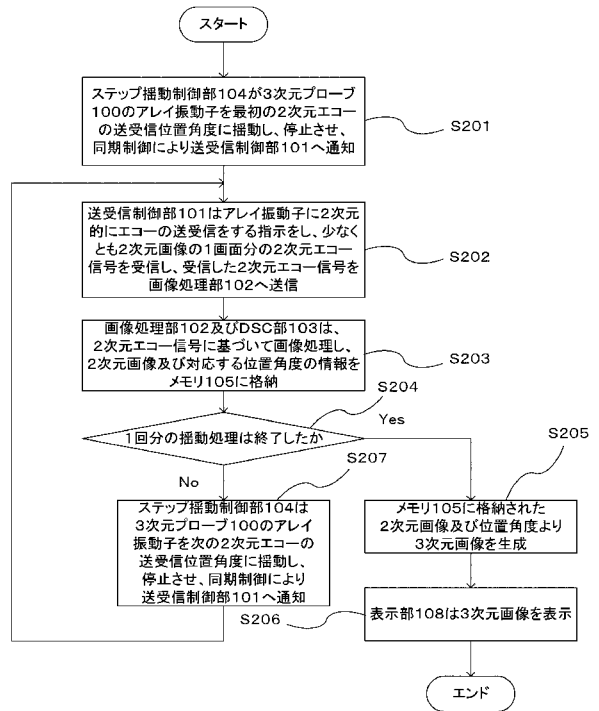 スタート
ステップ揺動制御部104が3次元プローブ
100のアレイ振動子を最初の2次元エコー
の送受信位置角度に揺動し、停止させ、
同期制御により送受信制御部101へ通知
S201
送受信制御部101はアレイ振動子に2次元
的にエコーの送受信をする指示をし、少なく
とも2次元画像の1画面分の2次元エコー
信号を受信し、受信した2次元エコー信号を
画像処理部102へ送信
S202
画像処理部102及びDSC部103は、
2次元エコー信号に基づいて画像処理し、
2次元画像及び対応する位置角度の情報を
メモリ105に格納
S203
S204
1回分の揺動処理は終了したか
Yes
No
S205
S207
メモリ105に格納された
2次元画像及び位置角度より
3次元画像を生成
ステップ揺動制御部104は
3次元プローブ100のアレイ
振動子を次の2次元エコーの
送受信位置角度に揺動し、
停止させ、同期制御により
送受信制御部101へ通知
S206
表示部108は3次元画像を表示
エンド